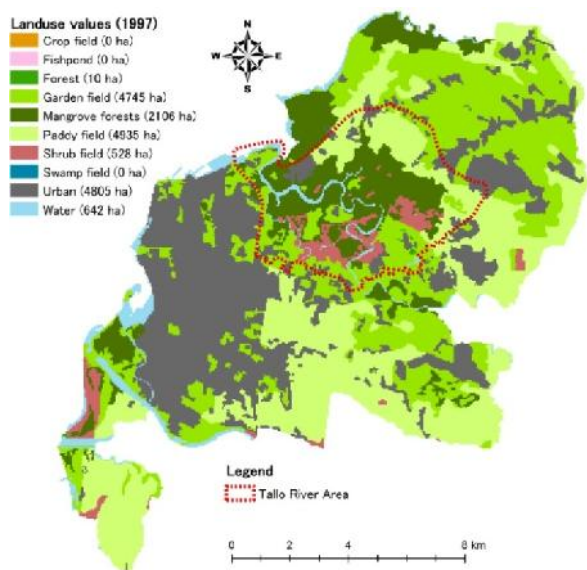 Landuse values (1997)
Crop field (0 ha)
Fishpond (0 ha)
Forest (10 ha)
Garden field (4745 ha)
Mangrove forests (2106 ha)
Paddy field (4935 ha)
Shrub field (528 ha)
Swamp field (0 ha)
Urban (4805 ha)
Water (642 ha)
N
W E
S
Legend
Tallo River Area
0 2 4 6 8 km